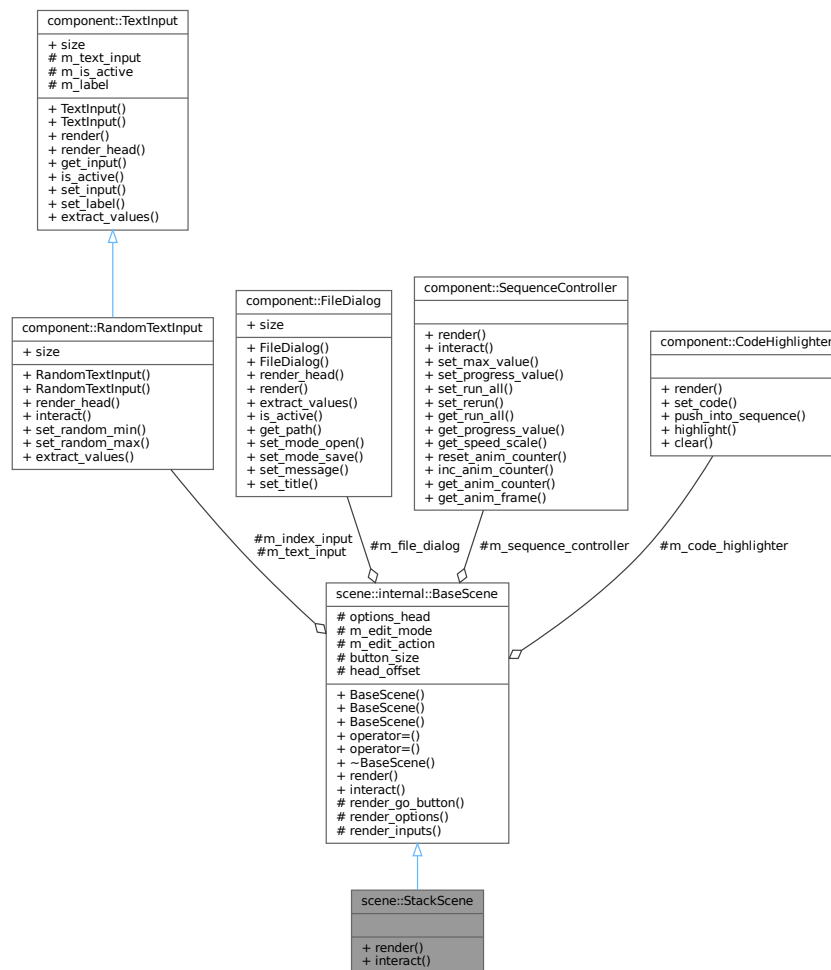 component::TextInput
+ size
# m_text_input
# m_is_active
# m_label
+ TextInput()
+ TextInput()
+ render()
+ render_head()
+ get_input()
+ is_active()
+ set_input()
+ set_label()
+ extract_values()
component::RandomTextInput
+ size
+ RandomTextInput()
+ RandomTextInput()
+ render_head()
+ interact()
+ set_random_min()
+ set_random_max()
+ extract_values()
component::FileDialog
+ size
+ FileDialog()
+ FileDialog()
+ render_head()
+ render()
+ extract_values()
+ is_active()
+ get_path()
+ set_mode_open()
+ set_mode_save()
+ set_message()
+ set_title()
component::SequenceController
+ render()
+ interact()
+ set_max_value()
+ set_progress_value()
+ set_run_all()
+ set_rerun()
+ get_run_all()
+ get_progress_value()
+ get_speed_scale()
+ reset_anim_counter()
+ inc_anim_counter()
+ get_anim_counter()
+ get_anim_frame()
component::CodeHighlighter
+ render()
+ set_code()
+ push_into_sequence()
+ highlight()
+ clear()
#m_index_input
#m_text_input
#m_file_dialog
#m_sequence_controller
#m_code_highlighter
scene::internal::BaseScene
# options_head
# m_edit_mode
# m_edit_action
# button_size
# head_offset
+ BaseScene()
+ BaseScene()
+ BaseScene()
+ operator=()
+ operator=()
+ ~BaseScene()
+ render()
+ interact()
# render_go_button()
# render_options()
# render_inputs()
scene::StackScene
+ render()
+ interact()